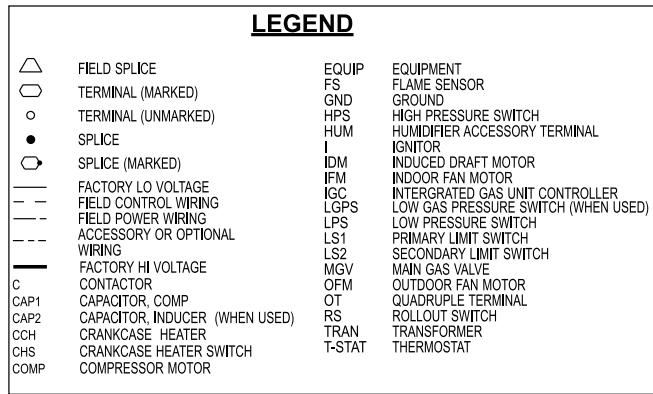 LEGEND
FIELD SPLICE
TERMINAL (MARKED)
TERMINAL (UNMARKED)
SPLICE
SPLICE (MARKED)
FACTORY LO VOLTAGE
FIELD CONTROL WIRING
FIELD POWER WIRING
ACCESSORY OR OPTIONAL
WIRING
FACTORY HI VOLTAGE
C CONTACTOR
CAP1 CAPACITOR, COMP
CAP2 CAPACITOR, INDUCER (WHEN USED)
CCH CRANKCASE HEATER
CHS CRANKCASE HEATER SWITCH
COMP COMPRESSOR MOTOR
EQUIP EQUIPMENT
FS FLAME SENSOR
GND GROUND
HPS HIGH PRESSURE SWITCH
HUM HUMIDIFIER ACCESSORY TERMINAL
I IGNITOR
IDM INDUCED DRAFT MOTOR
IFM INDOOR FAN MOTOR
IGC INTERGRATED GAS UNIT CONTROLLER
LGPS LOW GAS PRESSURE SWITCH (WHEN USED)
LPS LOW PRESSURE SWITCH
LS1 PRIMARY LIMIT SWITCH
LS2 SECONDARY LIMIT SWITCH
MGV MAIN GAS VALVE
OFM OUTDOOR FAN MOTOR
OT QUADRUPLE TERMINAL
RS ROLLOUT SWITCH
TRAN TRANSFORMER
T-STAT THERMOSTAT